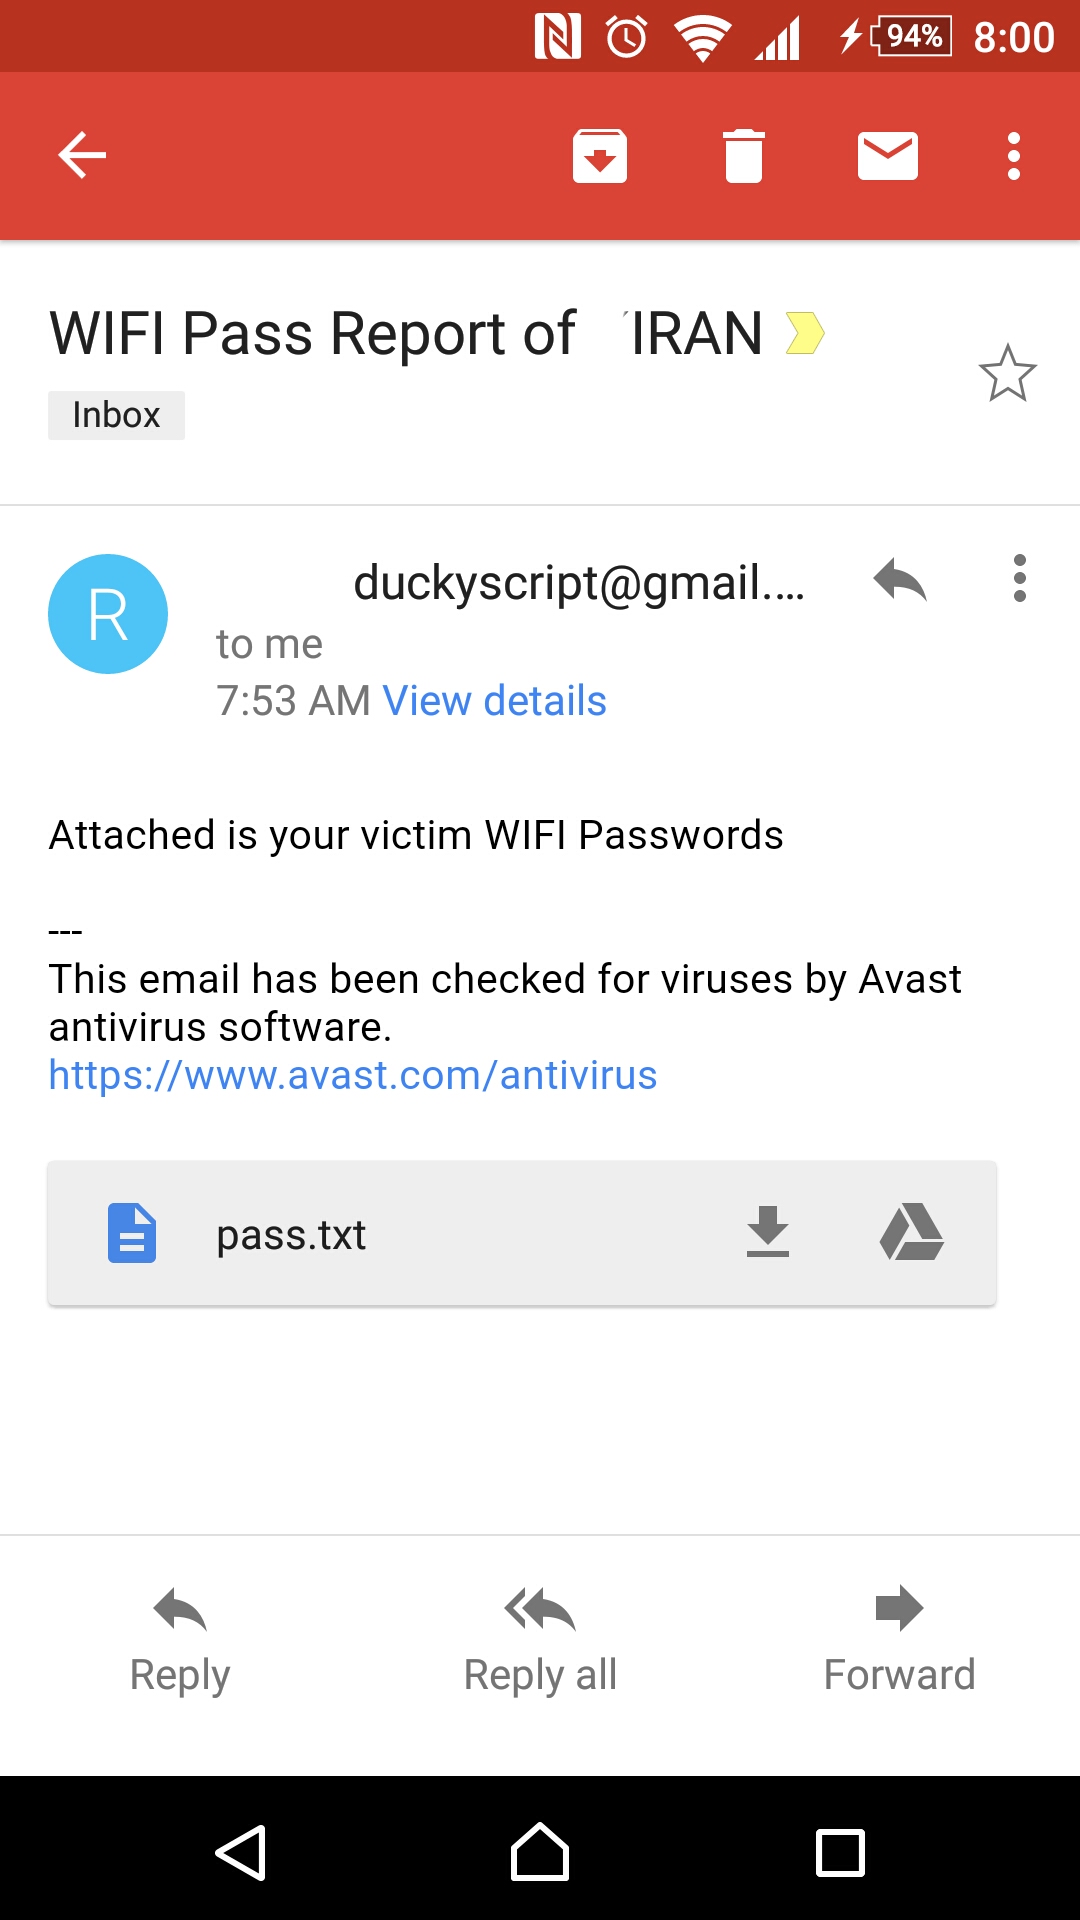 94% 8:00
WIFI Pass Report of IRAN
Inbox
R
duckyscript@gmail....
to me
7:53 AM View details
Attached is your victim WIFI Passwords
---
This email has been checked for viruses by Avast
antivirus software.
https://www.avast.com/antivirus
pass.txt
Reply Reply all Forward